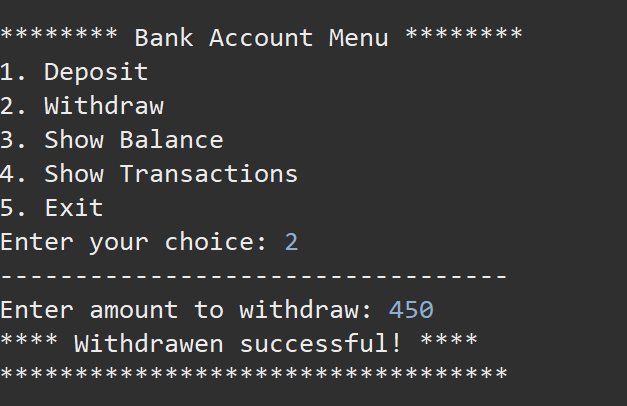 ******** Bank Account Menu ********
1. Deposit
2. Withdraw
3. Show Balance
4. Show Transactions
5. Exit
Enter your choice: 2
----------------------------------
Enter amount to withdraw: 450
**** Withdrawen successful! ****
**********************************